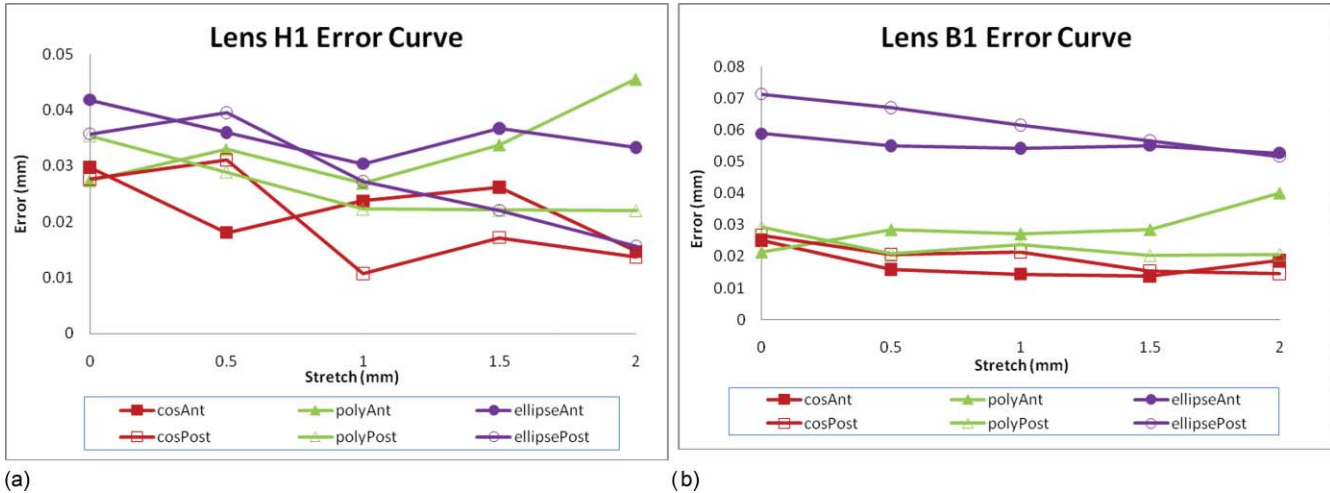 Lens H1 Error Curve
0.05
0.04
0.03
0.02
0.01
0
Error (mm)
0 0.5 1 1.5 2
Stretch (mm)
cosAnt polyAnt ellipseAnt
cosPost polyPost ellipsePost
(a)
Lens B1 Error Curve
0.08
0.07
0.06
0.05
0.04
0.03
0.02
0.01
0
Error (mm)
0 0.5 1 1.5 2
Stretch (mm)
cosAnt polyAnt ellipseAnt
cosPost polyPost ellipsePost
(b)